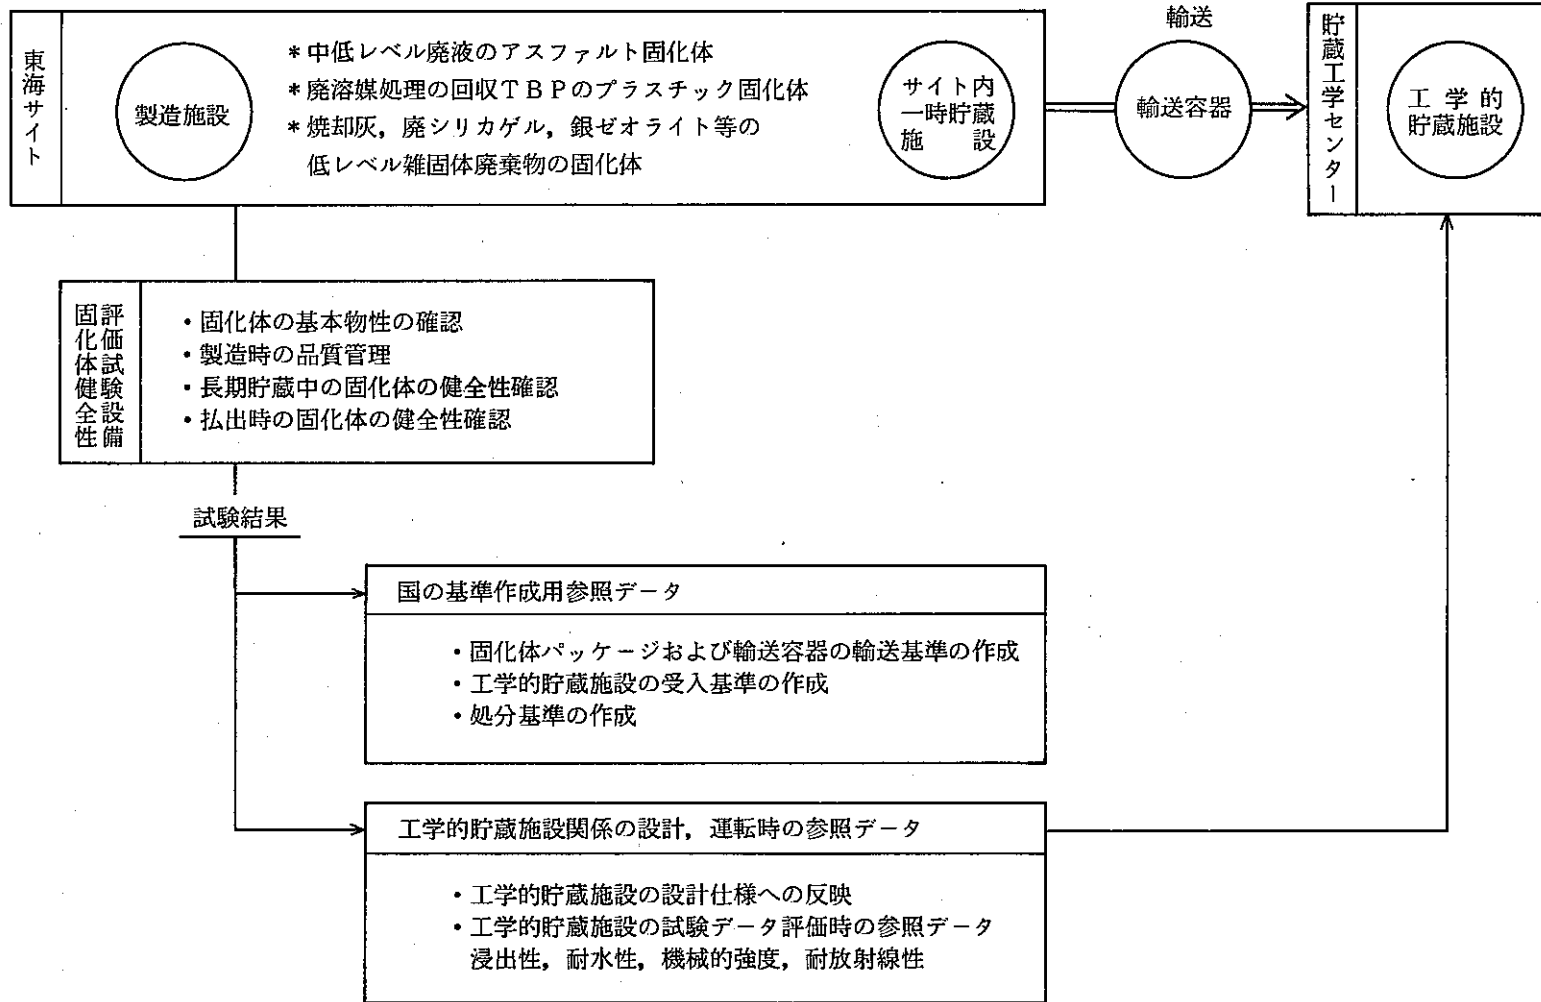 東海サイト
製造施設
*中低レベル廃液のアスファルト固化体
*廃溶媒処理の回収TBPのプラスチック固化体
*焼却灰，廃シリカゲル，銀ゼオライト等の
低レベル雑固体廃棄物の固化体
サイト内
一時貯蔵
施設
輸送
輸送容器
貯蔵工学センター
工学的
貯蔵施設
固化体健全性
評価試験設備
・固化体の基本物性の確認
・製造時の品質管理
・長期貯蔵中の固化体の健全性確認
・払出時の固化体の健全性確認
試験結果
国の基準作成用参照データ
・固化体パッケージおよび輸送容器の輸送基準の作成
・工学的貯蔵施設の受入基準の作成
・処分基準の作成
工学的貯蔵施設関係の設計，運転時の参照データ
・工学的貯蔵施設の設計仕様への反映
・工学的貯蔵施設の試験データ評価時の参照データ
浸出性，耐水性，機械的強度，耐放射線性